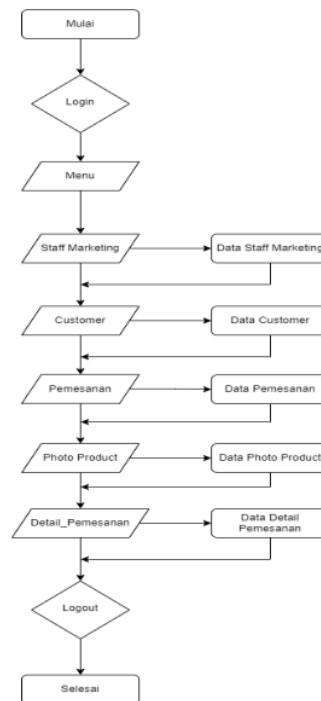 Mulai
Login
Menu
Staff Marketing
Data Staff Marketing
Customer
Data Customer
Pemesanan
Data Pemesanan
Photo Product
Data Photo Product
Detail_Pemesanan
Data Detail
Pemesanan
Logout
Selesai